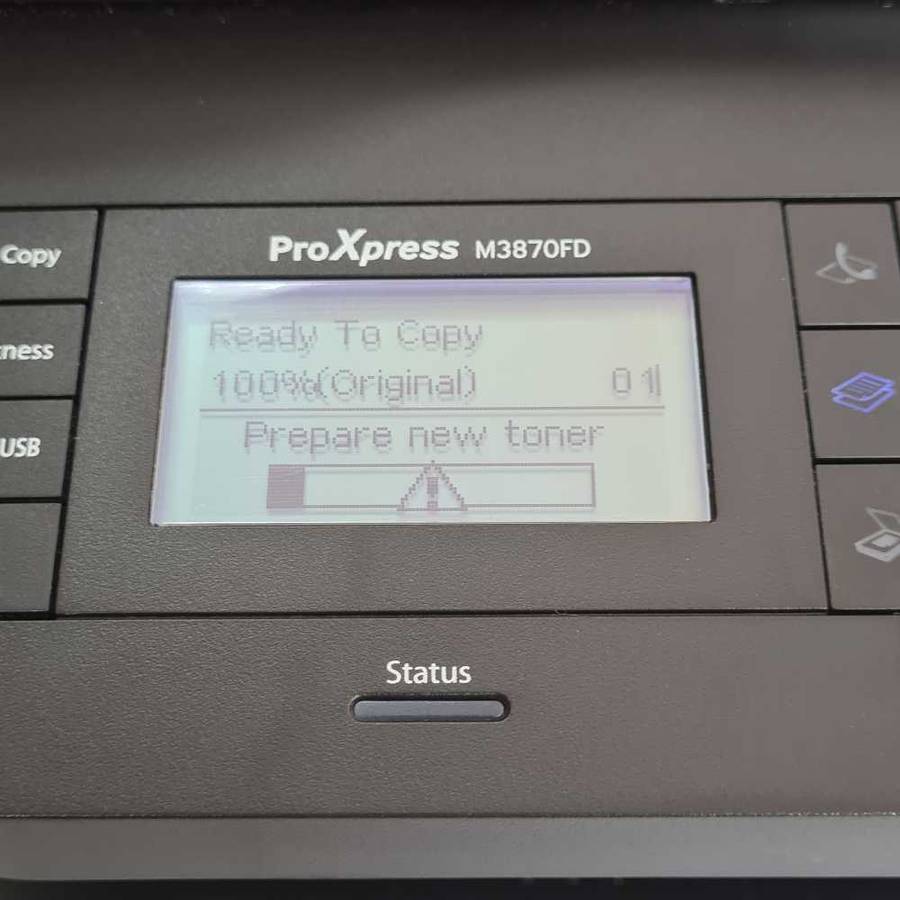 ProXpress M3870FD
Copy
ness
USB
Ready To Copy
100%(Original) 01
Prepare new toner
Status